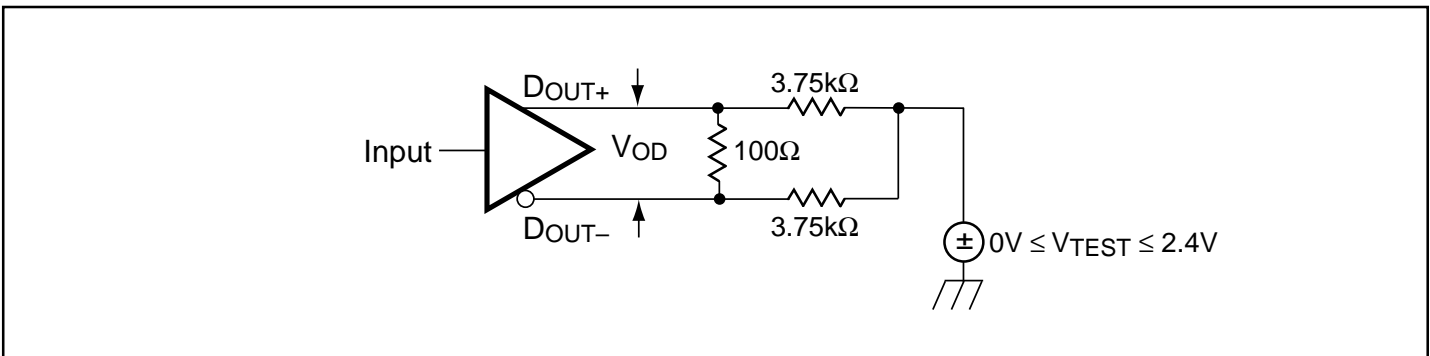 DOUT+
3.75kΩ
Input
VOD
100Ω
DOUT–
3.75kΩ
±
0V ≤ VTEST ≤ 2.4V